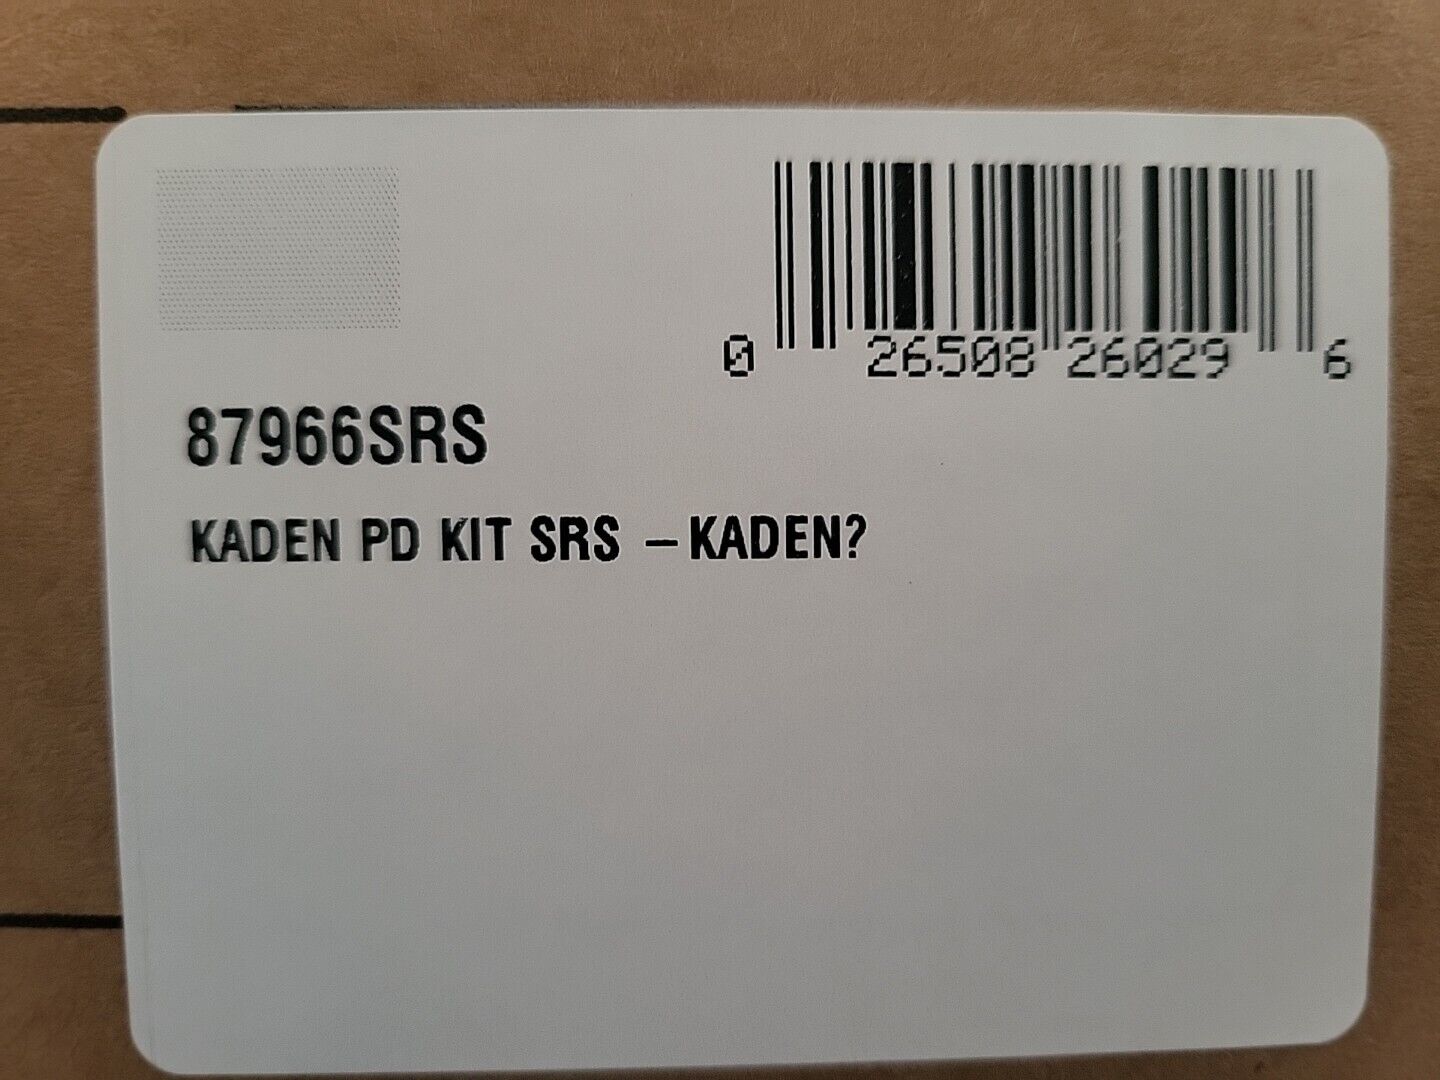 0 26508 26029 6
87966SRS
KADEN PD KIT SRS –KADEN?